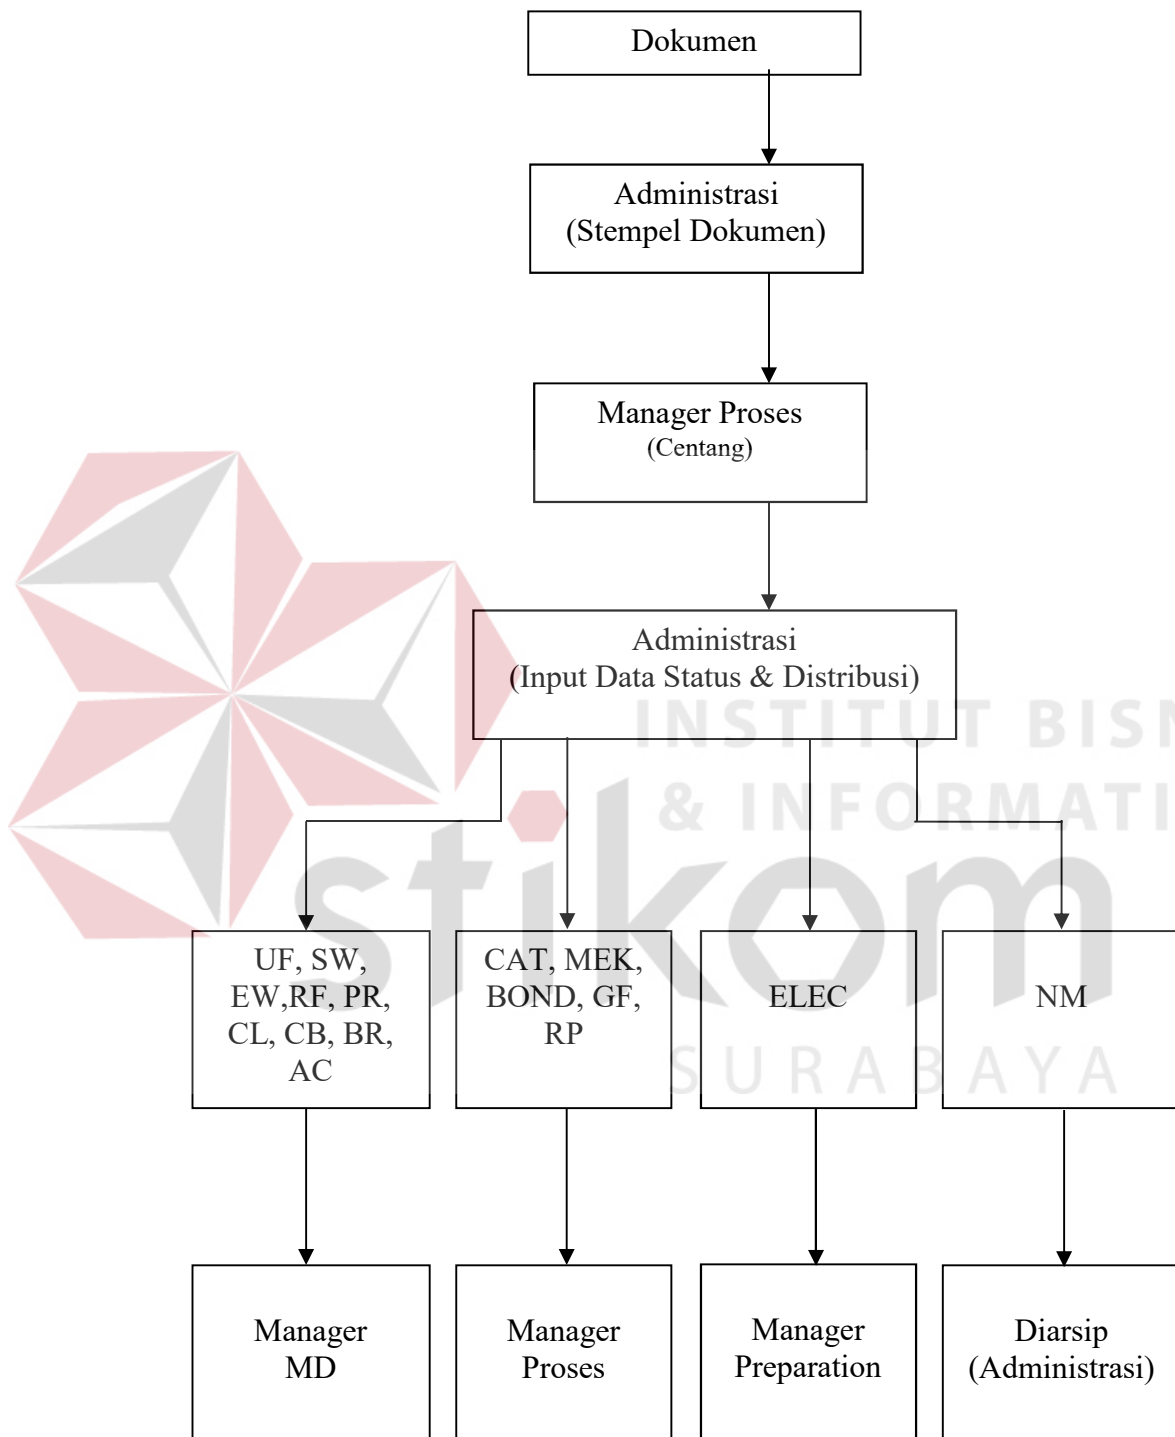 Dokumen
Administrasi
(Stempel Dokumen)
Manager Proses
(Centang)
Administrasi
(Input Data Status & Distribusi)
INSTITUT BISN
& INFORMATI
stikom
SURABAYA
UF, SW,
EW,RF, PR,
CL, CB, BR,
AC
CAT, MEK,
BOND, GF,
RP
ELEC
NM
Manager
MD
Manager
Proses
Manager
Preparation
Diarsip
(Administrasi)